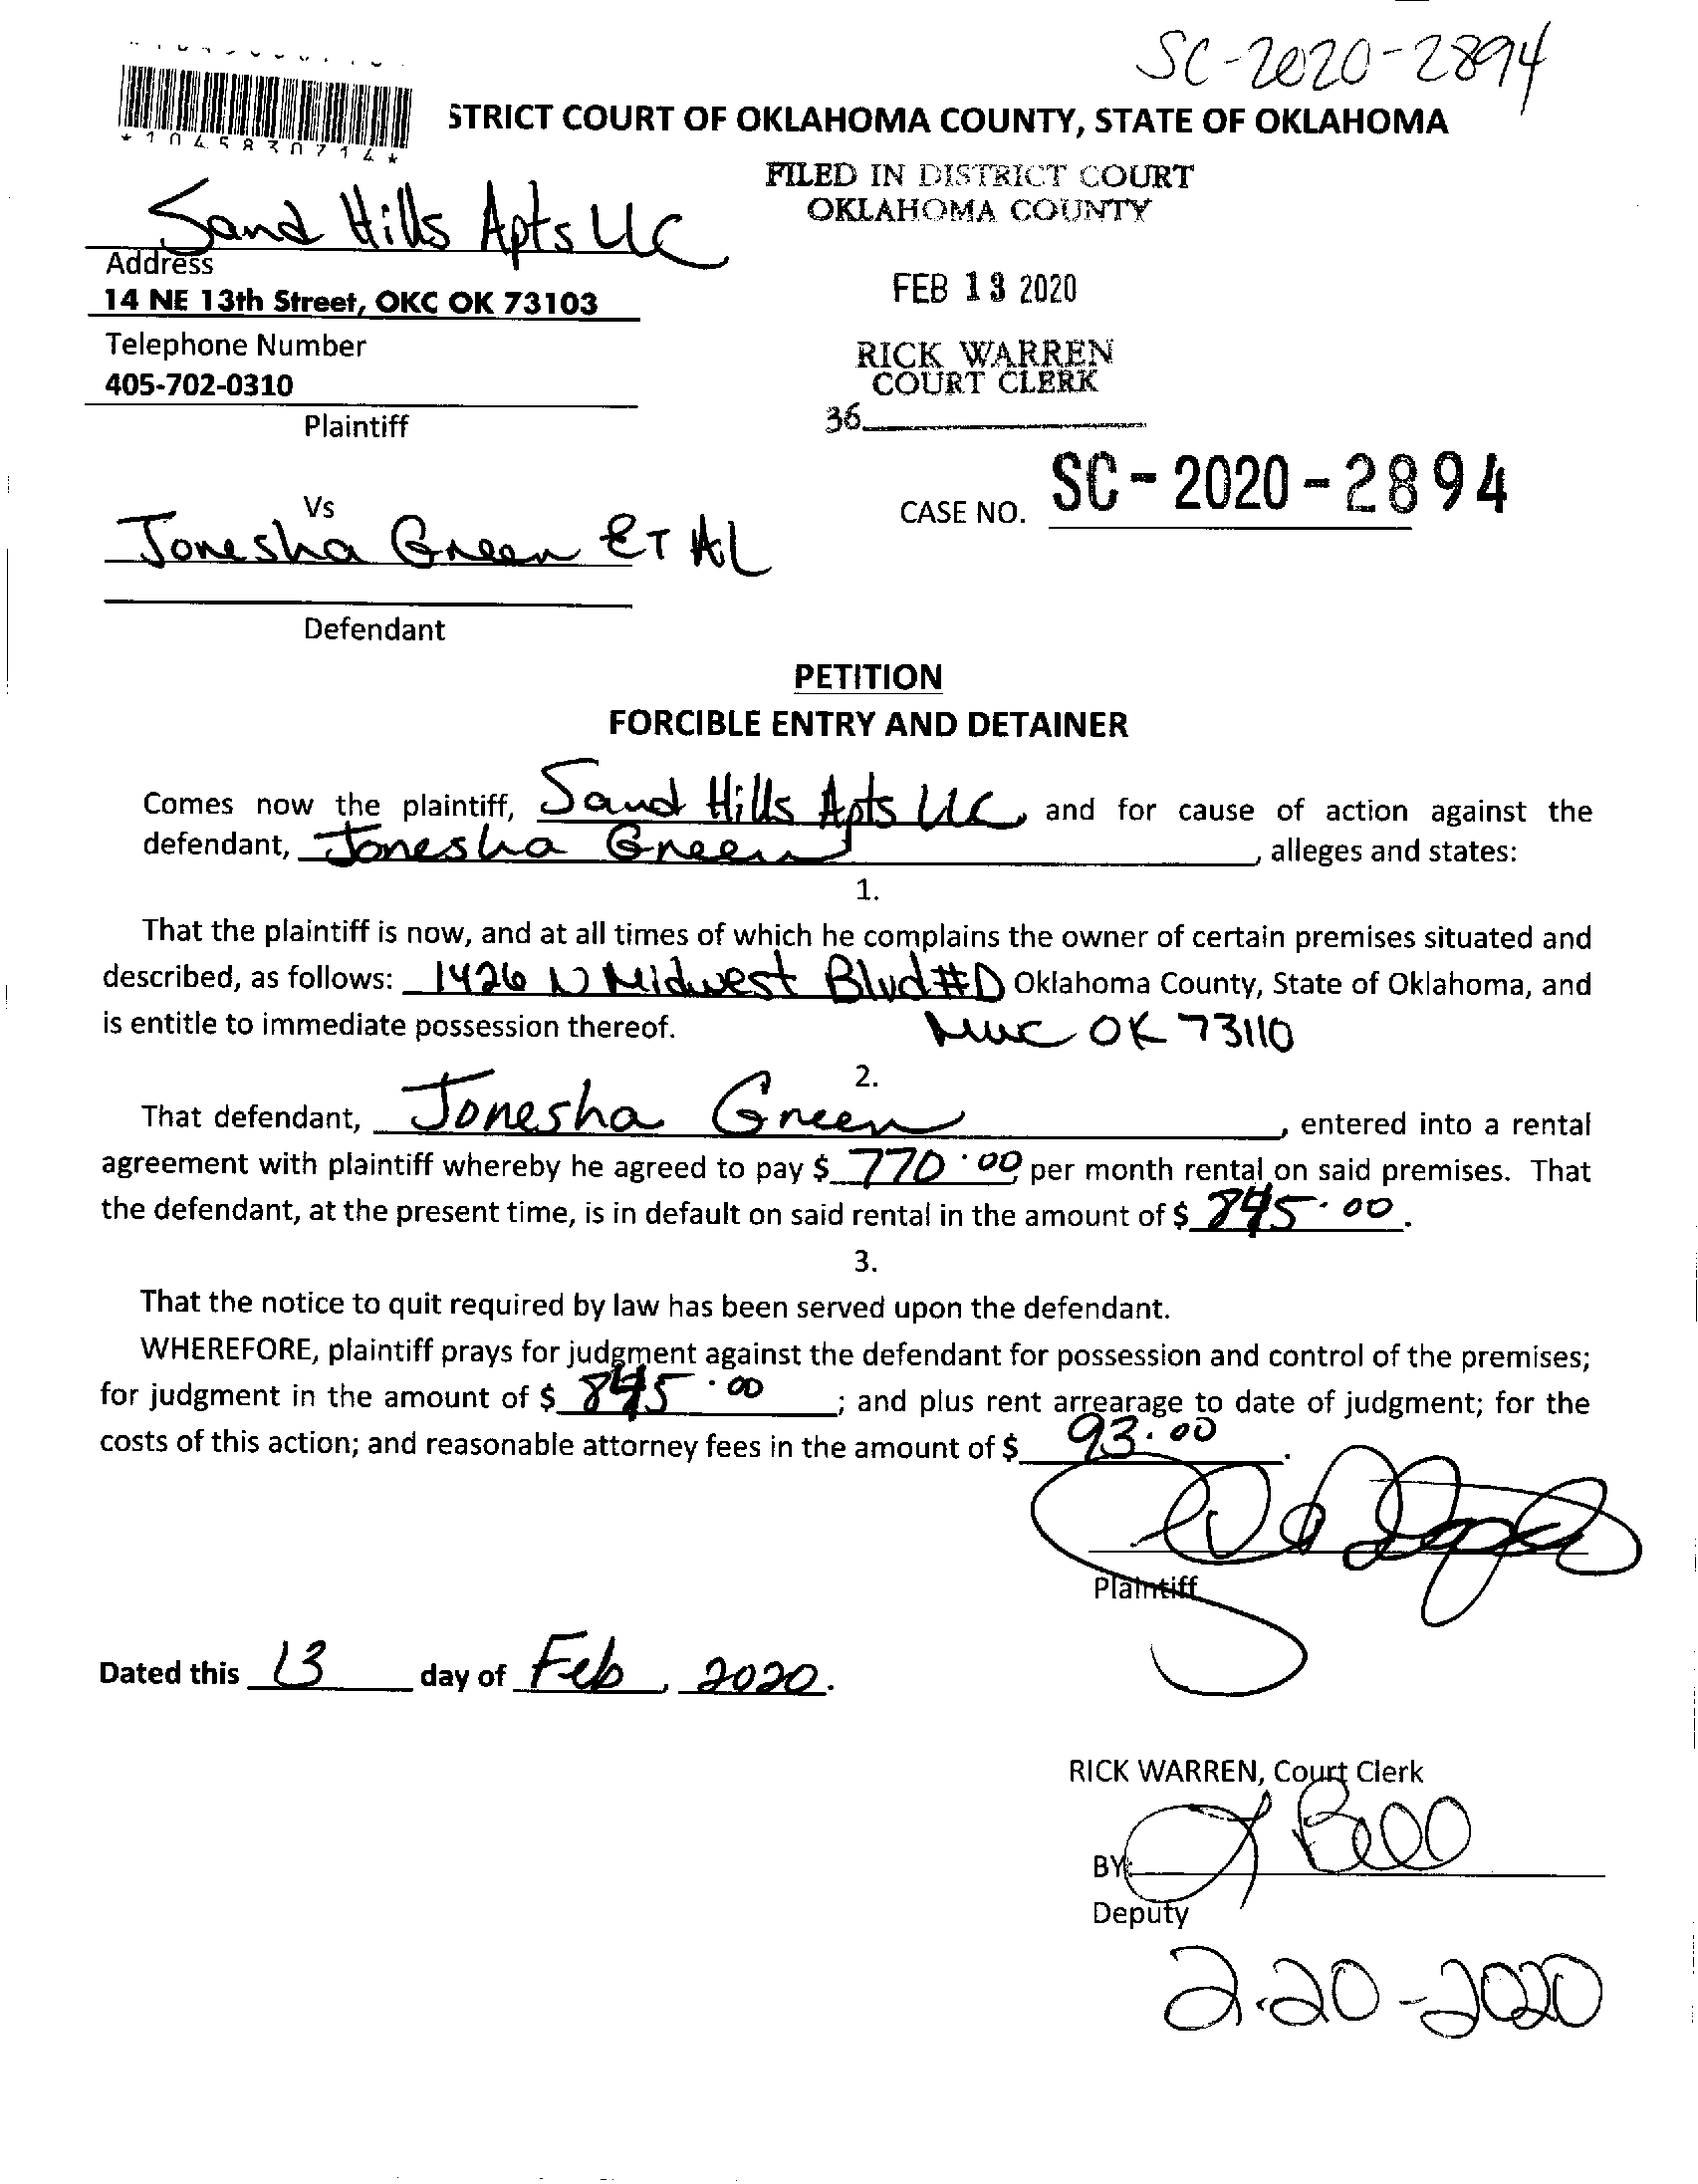 SC-2020-2894
*1045830714*
STRICT COURT OF OKLAHOMA COUNTY, STATE OF OKLAHOMA
FILED IN DISTRICT COURT
OKLAHOMA COUNTY
Sand Hills Apts LLC
Address
14 NE 13th Street, OKC OK 73103
FEB 13 2020
Telephone Number
405-702-0310
RICK WARREN
COURT CLERK
Plaintiff
36
CASE NO. SC-2020-2894
Vs
Jonesha Green ET AL
Defendant
PETITION
FORCIBLE ENTRY AND DETAINER
Comes now the plaintiff, Sand Hills Apts LLC, and for cause of action against the
defendant, Jonesha Green, alleges and states:
1.
That the plaintiff is now, and at all times of which he complains the owner of certain premises situated and
described, as follows: 1426 N Midwest Blvd #D Oklahoma County, State of Oklahoma, and
is entitle to immediate possession thereof. MWC OK 73110
2.
That defendant, Jonesha Green, entered into a rental
agreement with plaintiff whereby he agreed to pay $ 770.00, per month rental on said premises. That
the defendant, at the present time, is in default on said rental in the amount of $ 845.00.
3.
That the notice to quit required by law has been served upon the defendant.
WHEREFORE, plaintiff prays for judgment against the defendant for possession and control of the premises;
for judgment in the amount of $ 845.00; and plus rent arrearage to date of judgment; for the
costs of this action; and reasonable attorney fees in the amount of $ 93.00.
Plaintiff
Dated this 13 day of Feb, 2020.
RICK WARREN, Court Clerk
BY:
Deputy
2-20-2020